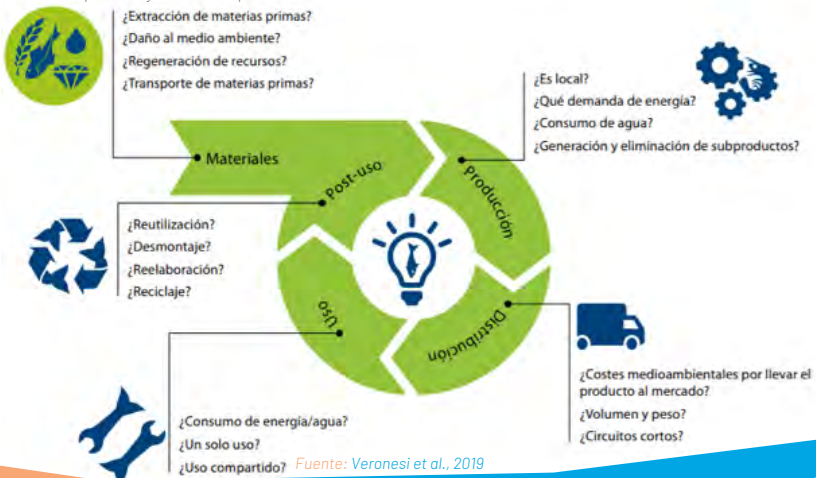 ¿Extracción de materias primas?
¿Daño al medio ambiente?
¿Regeneración de recursos?
¿Transporte de materias primas?
Materiales
Post-uso
¿Es local?
¿Qué demanda de energía?
¿Consumo de agua?
¿Generación y eliminación de subproductos?
Producción
¿Reutilización?
¿Desmontaje?
¿Reelaboración?
¿Reciclaje?
Uso
Distribución
¿Costes medioambientales por llevar el
producto al mercado?
¿Volumen y peso?
¿Circuitos cortos?
¿Consumo de energía/agua?
¿Un solo uso?
¿Uso compartido?
Fuente: Veronesi et al., 2019